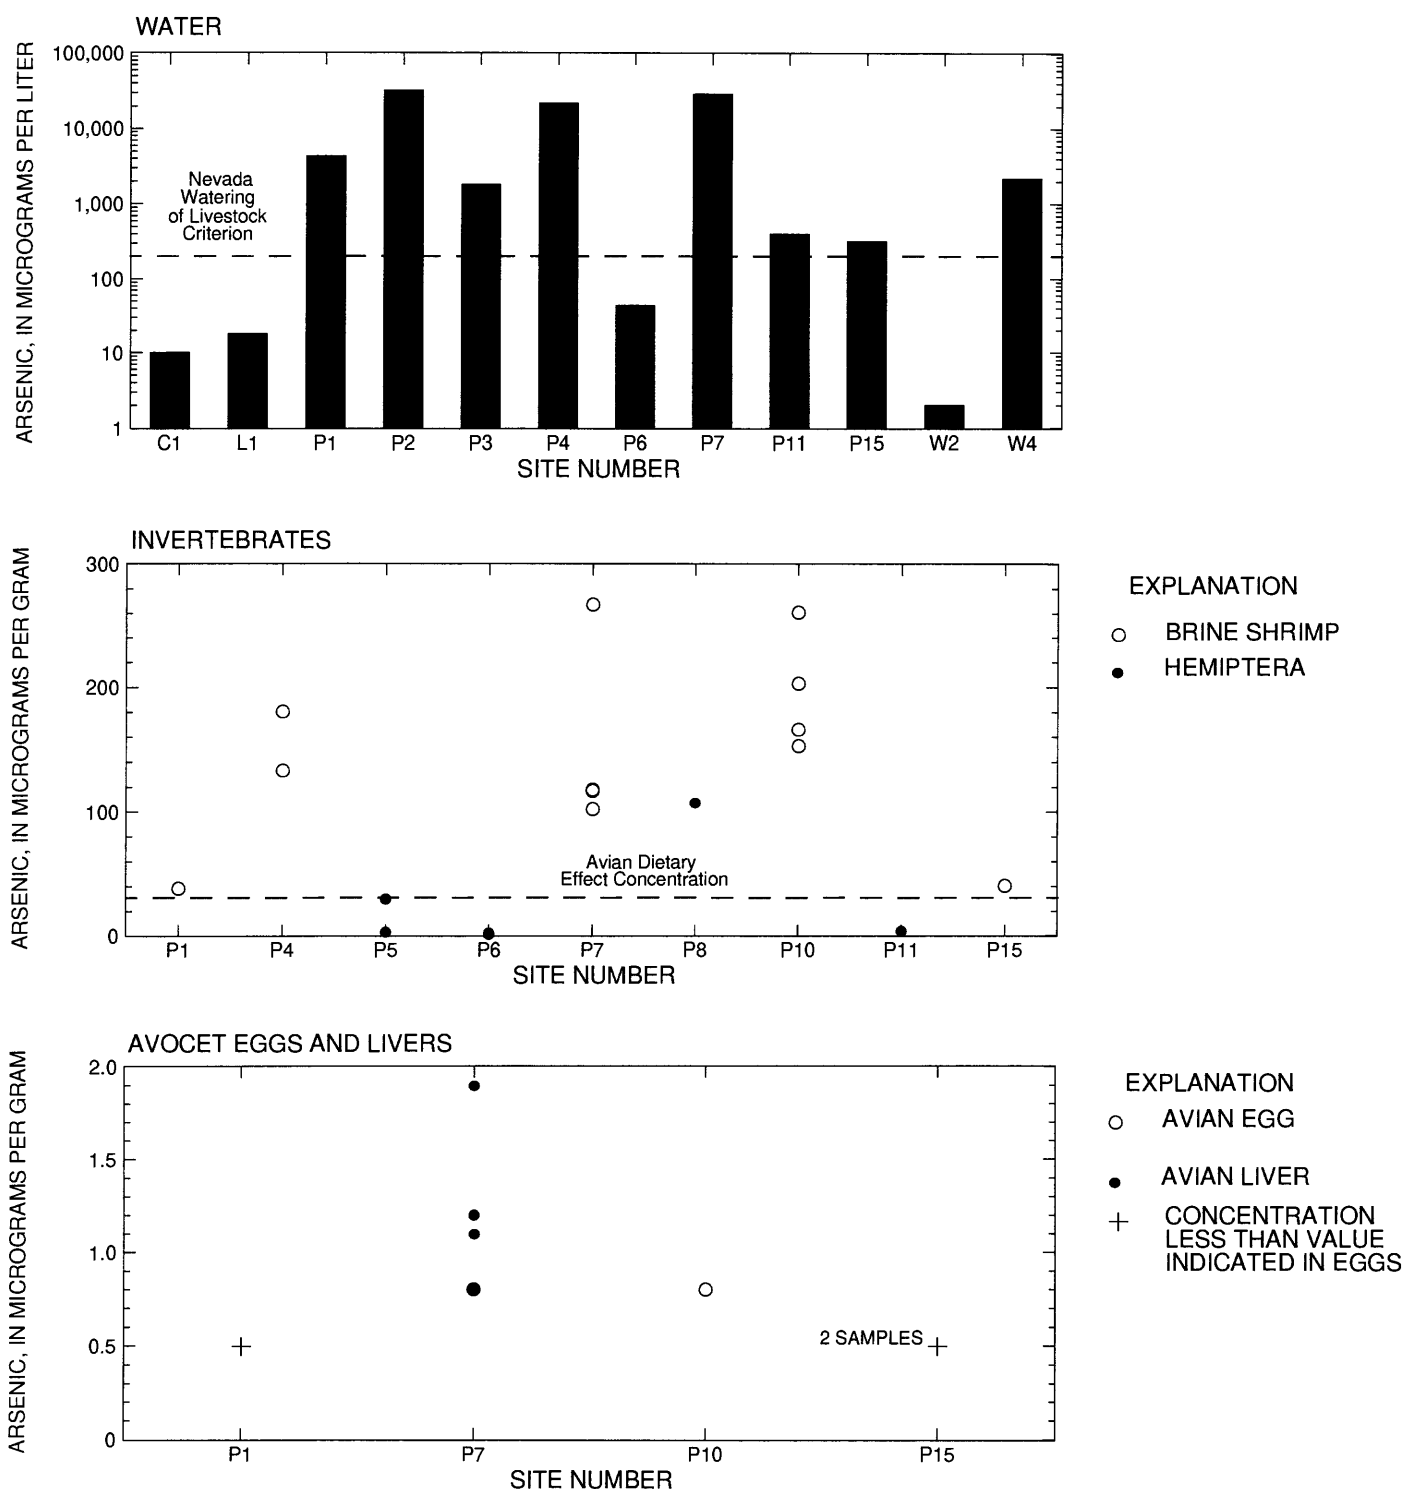 WATER
ARSENIC, IN MICROGRAMS PER LITER
100,000
10,000
1,000
100
10
1
Nevada
Watering
of Livestock
Criterion
C1 L1 P1 P2 P3 P4 P6 P7 P11 P15 W2 W4
SITE NUMBER
INVERTEBRATES
ARSENIC, IN MICROGRAMS PER GRAM
300
200
100
0
Avian Dietary
Effect Concentration
P1 P4 P5 P6 P7 P8 P10 P11 P15
SITE NUMBER
EXPLANATION
BRINE SHRIMP
HEMIPTERA
AVOCET EGGS AND LIVERS
ARSENIC, IN MICROGRAMS PER GRAM
2.0
1.5
1.0
0.5
0
2 SAMPLES
P1 P7 P10 P15
SITE NUMBER
EXPLANATION
AVIAN EGG
AVIAN LIVER
CONCENTRATION
LESS THAN VALUE
INDICATED IN EGGS